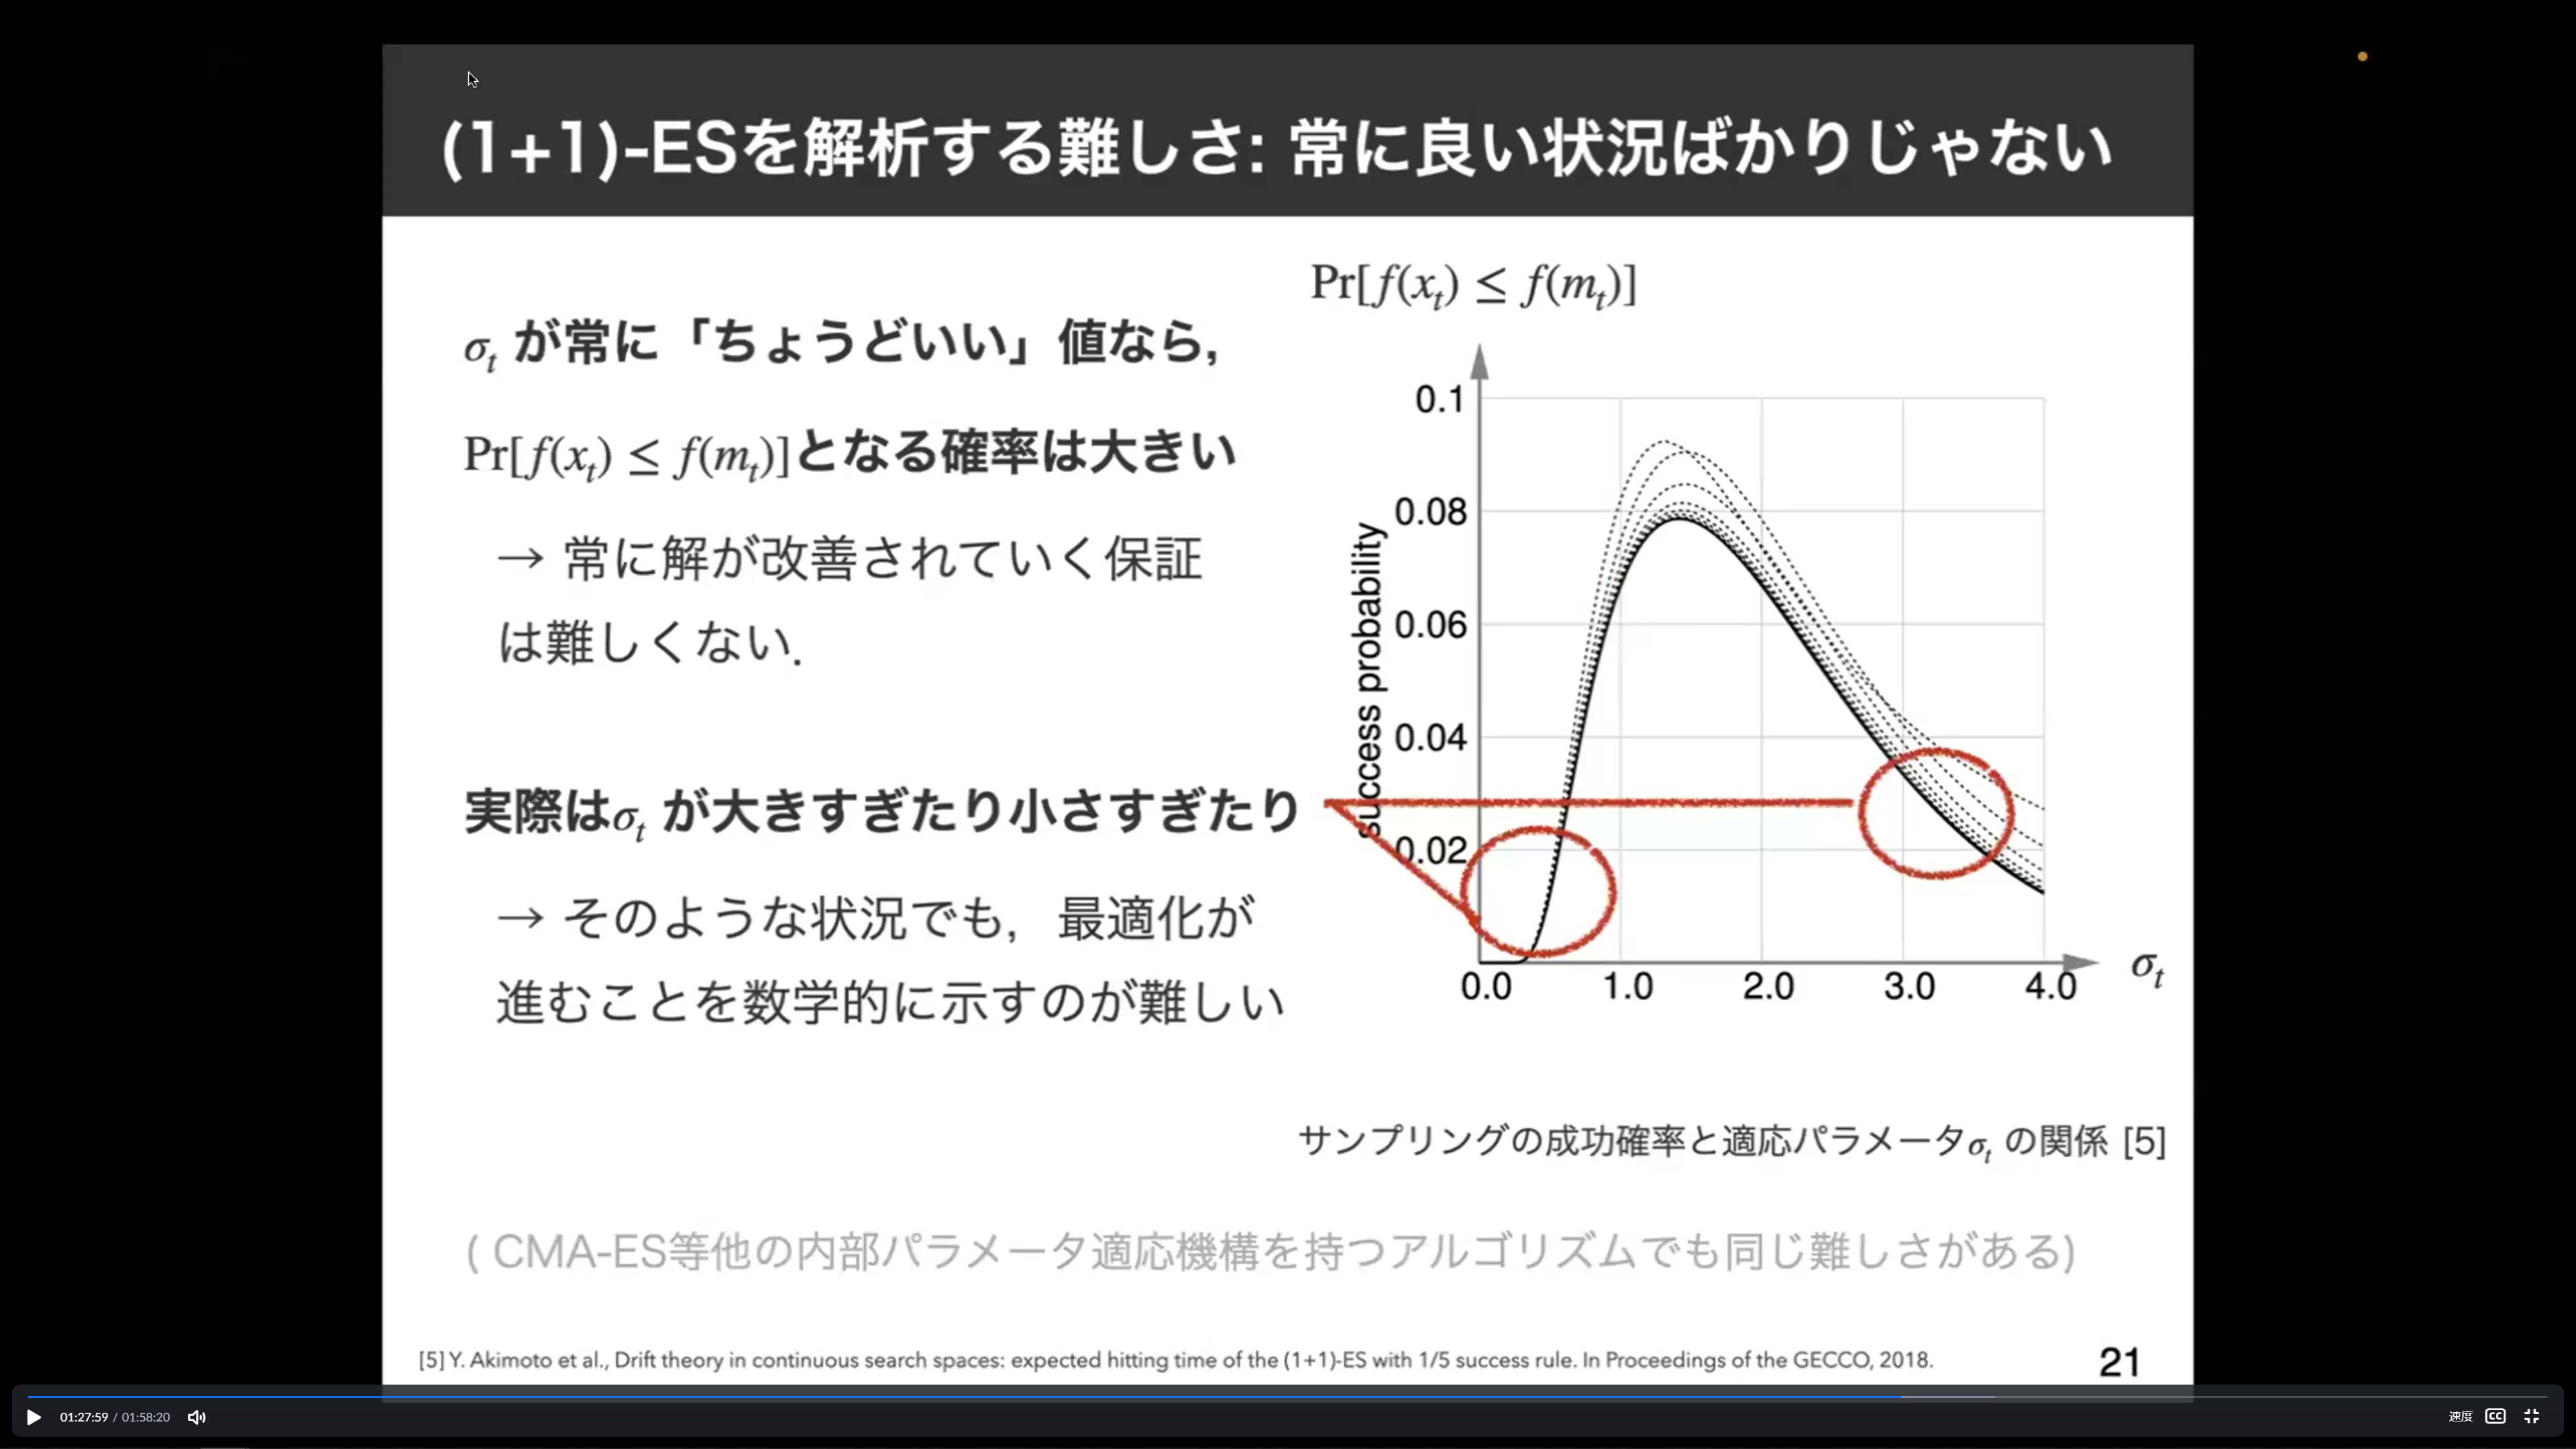 (1+1)-ESを解析する難しさ: 常に良い状況ばかりじゃない
σt が常に「ちょうどいい」値なら,
Pr[f(xt) ≤ f(mt)]となる確率は大きい
→ 常に解が改善されていく保証
は難しくない.
実際はσt が大きすぎたり小さすぎたり
→ そのような状況でも,最適化が
進むことを数学的に示すのが難しい
Pr[f(xt) ≤ f(mt)]
success probability
0.1
0.08
0.06
0.04
0.02
0.0 1.0 2.0 3.0 4.0
σt
サンプリングの成功確率と適応パラメータσt の関係 [5]
( CMA-ES等他の内部パラメータ適応機構を持つアルゴリズムでも同じ難しさがある)
[5] Y. Akimoto et al., Drift theory in continuous search spaces: expected hitting time of the (1+1)-ES with 1/5 success rule. In Proceedings of the GECCO, 2018.
21
01:27:59 / 01:58:20
速度 CC